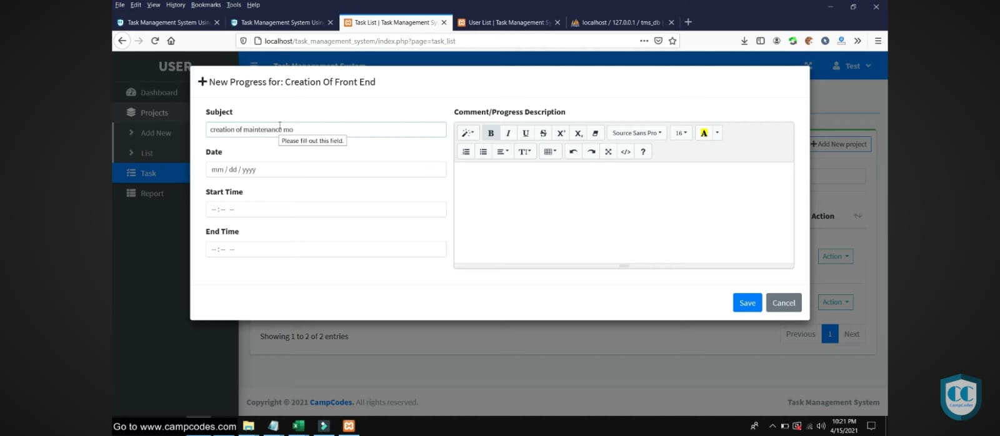 File Edit View History Bookmarks Tools Help
Task Management System Usin
Task Management System Usin
Task List | Task Management Sy
User List | Task Management S
localhost / 127.0.0.1 / tms_db
localhost/task_management_system/index.php?page=task_list
USER
Task Management System
Test
Dashboard
Projects
Add New
List
Task
Report
New Progress for: Creation Of Front End
Subject
creation of maintenance mo
Please fill out this field.
Date
mm / dd / yyyy
Start Time
-- : -- --
End Time
-- : -- --
Comment/Progress Description
B I U S X² X, Source Sans Pro 16 A
TI </> ?
Save Cancel
+Add New project
Action
Action
Action
Showing 1 to 2 of 2 entries
Previous 1 Next
Copyright © 2021 CampCodes. All rights reserved.
Task Management System
Go to www.campcodes.com
10:21 PM
4/15/2021
CC
CampCodes